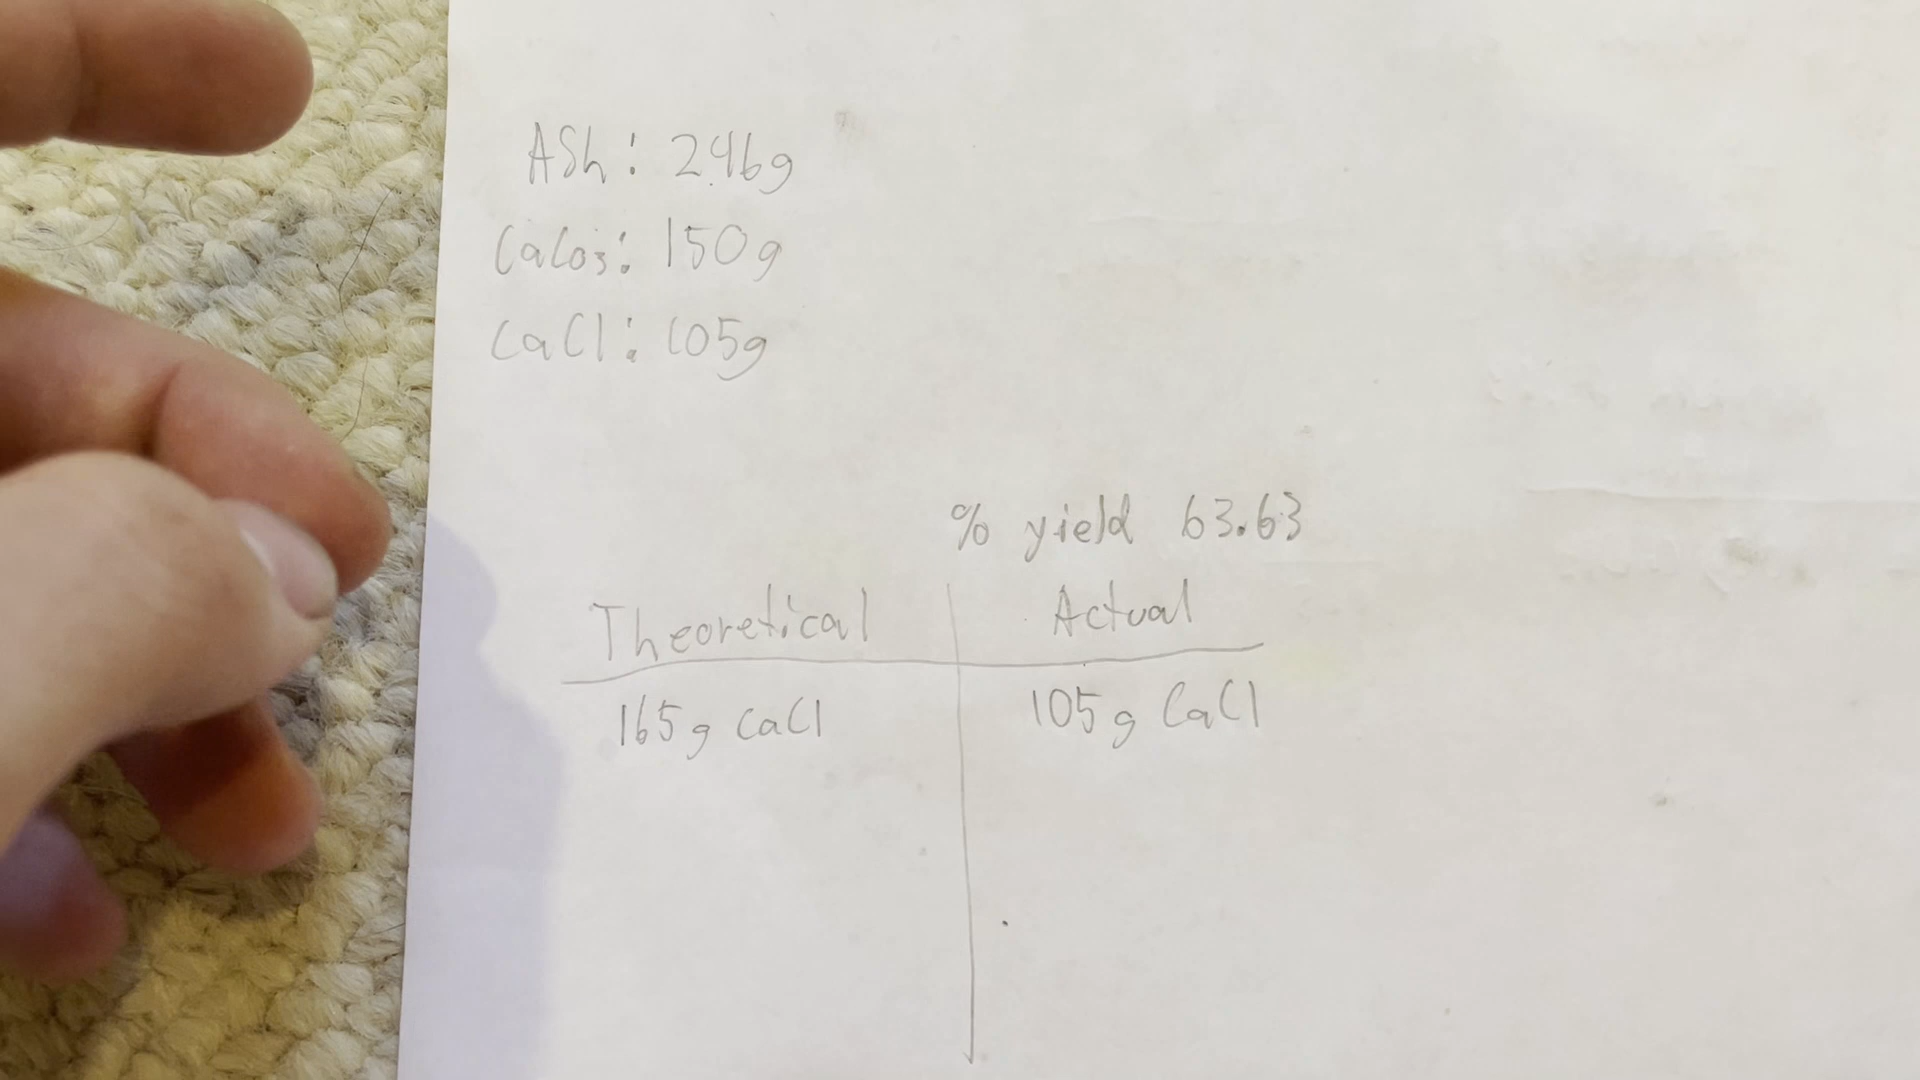 Ash: 246g
CaCo3: 150g
CaCl: 105g
% yield 63.63
Theoretical Actual
165g CaCl 105g CaCl